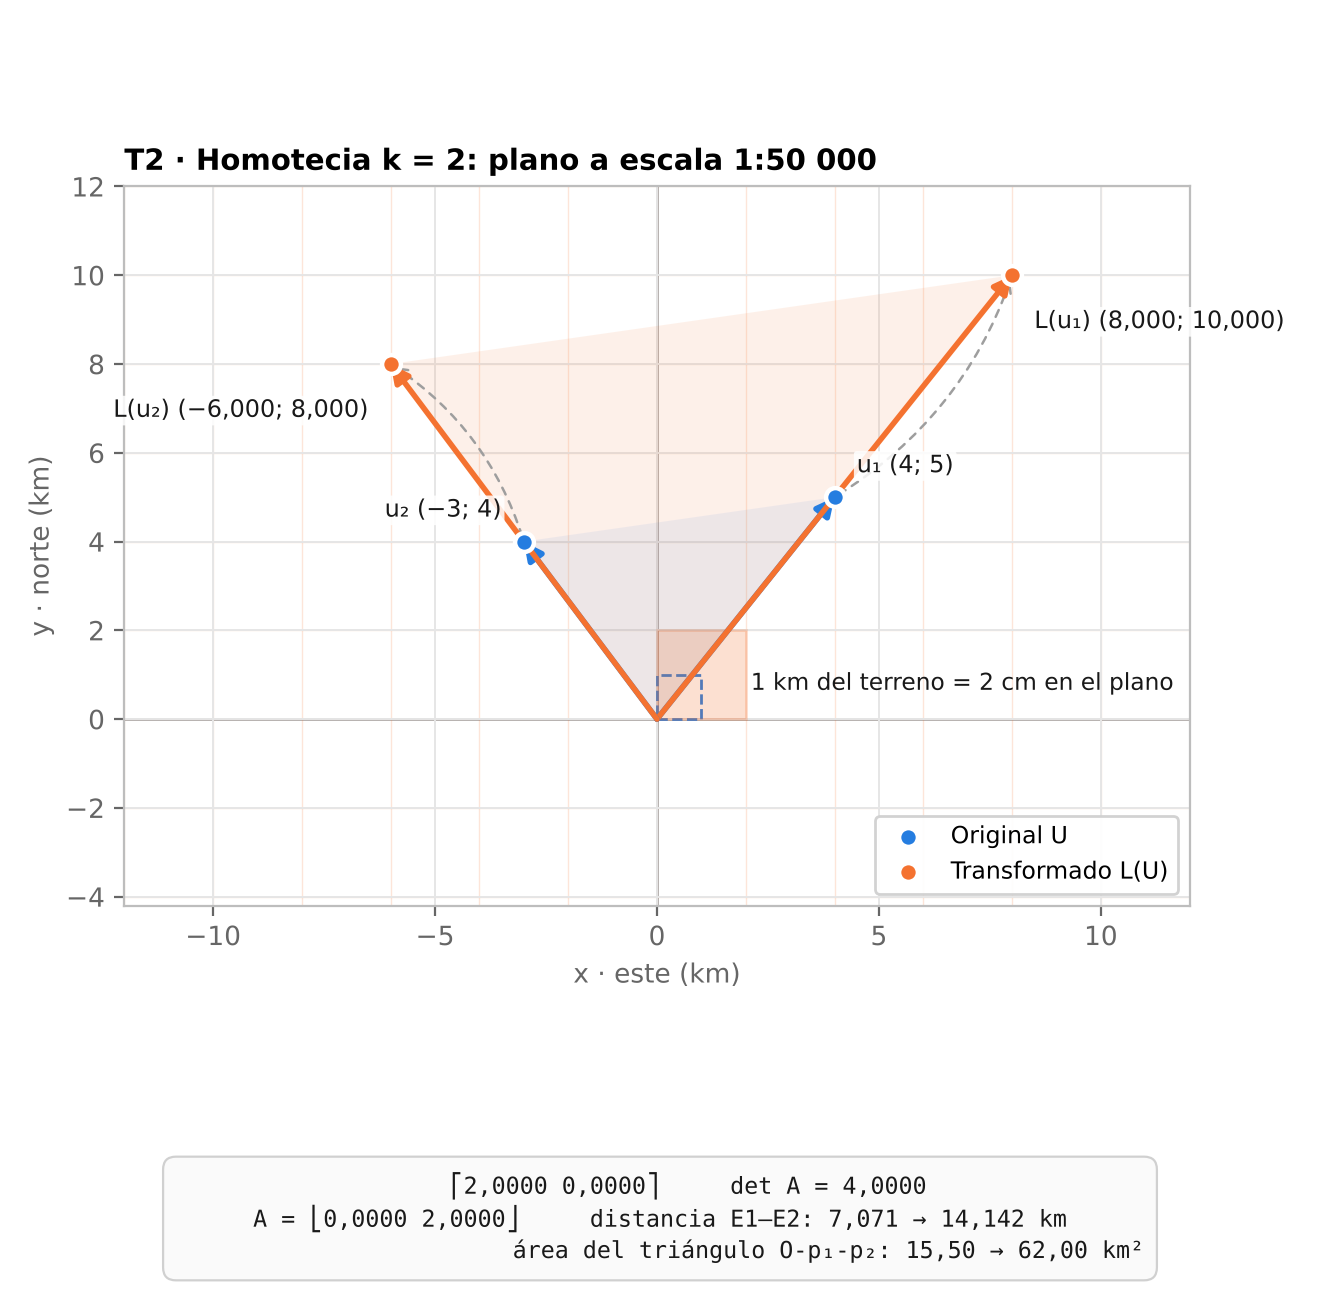 T2 · Homotecia k = 2: plano a escala 1:50 000
12
10
8
6
4
2
0
−2
−4
y · norte (km)
L(u₁) (8,000; 10,000)
L(u₂) (−6,000; 8,000)
u₁ (4; 5)
u₂ (−3; 4)
1 km del terreno = 2 cm en el plano
Original U
Transformado L(U)
−10
−5
0
5
10
x · este (km)
⎡2,0000 0,0000⎤ det A = 4,0000
A = ⎣0,0000 2,0000⎦ distancia E1–E2: 7,071 → 14,142 km
área del triángulo O-p₁-p₂: 15,50 → 62,00 km²